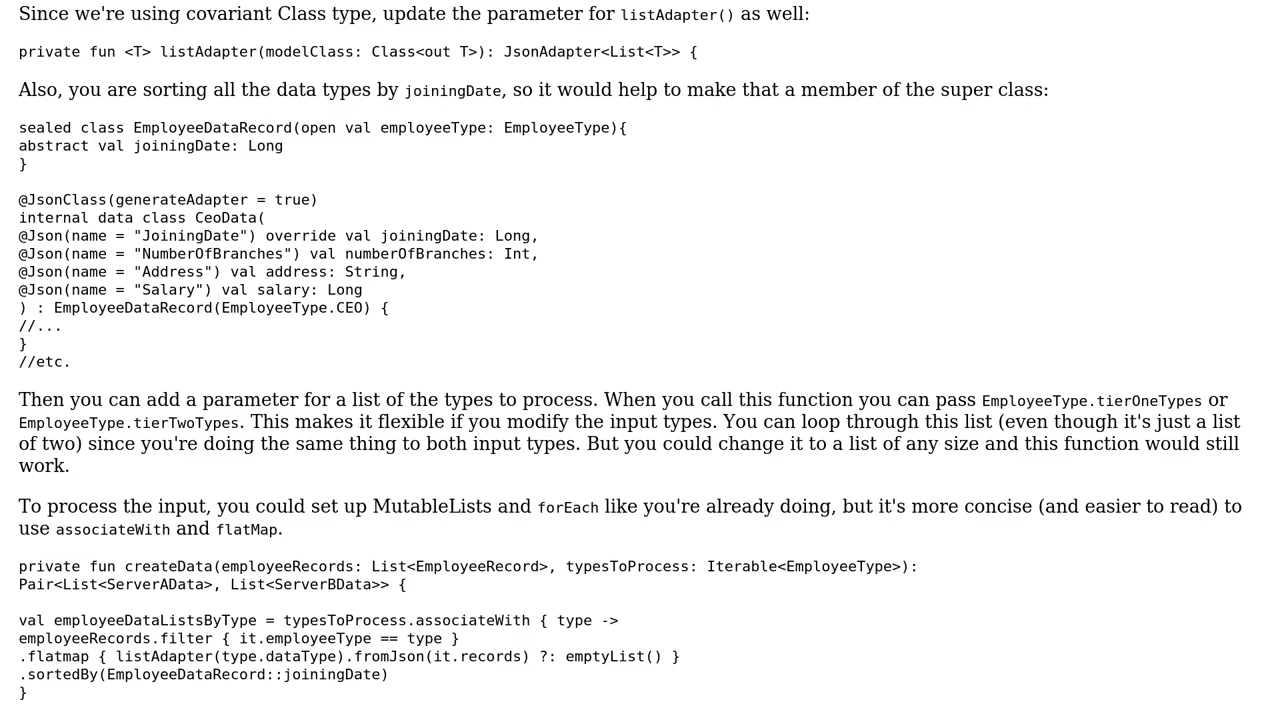 Since we're using covariant Class type, update the parameter for listAdapter() as well:
private fun <T> listAdapter(modelClass: Class<out T>): JsonAdapter<List<T>> {
Also, you are sorting all the data types by joiningDate, so it would help to make that a member of the super class:
sealed class EmployeeDataRecord(open val employeeType: EmployeeType){
abstract val joiningDate: Long
}
@JsonClass(generateAdapter = true)
internal data class CeoData(
@Json(name = "JoiningDate") override val joiningDate: Long,
@Json(name = "NumberOfBranches") val numberOfBranches: Int,
@Json(name = "Address") val address: String,
@Json(name = "Salary") val salary: Long
) : EmployeeDataRecord(EmployeeType.CEO) {
//...
}
//etc.
Then you can add a parameter for a list of the types to process. When you call this function you can pass EmployeeType.tierOneTypes or
EmployeeType.tierTwoTypes. This makes it flexible if you modify the input types. You can loop through this list (even though it's just a list
of two) since you're doing the same thing to both input types. But you could change it to a list of any size and this function would still
work.
To process the input, you could set up MutableLists and forEach like you're already doing, but it's more concise (and easier to read) to
use associateWith and flatMap.
private fun createData(employeeRecords: List<EmployeeRecord>, typesToProcess: Iterable<EmployeeType>):
Pair<List<ServerAData>, List<ServerBData>> {
val employeeDataListsByType = typesToProcess.associateWith { type ->
employeeRecords.filter { it.employeeType == type }
.flatmap { listAdapter(type.dataType).fromJson(it.records) ?: emptyList() }
.sortedBy(EmployeeDataRecord::joiningDate)
}